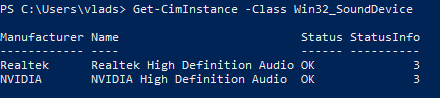 PS C:\Users\vlads> Get-CimInstance -Class Win32_SoundDevice
Manufacturer Name Status StatusInfo
------------ ---- ------ ----------
Realtek Realtek High Definition Audio OK 3
NVIDIA NVIDIA High Definition Audio OK 3